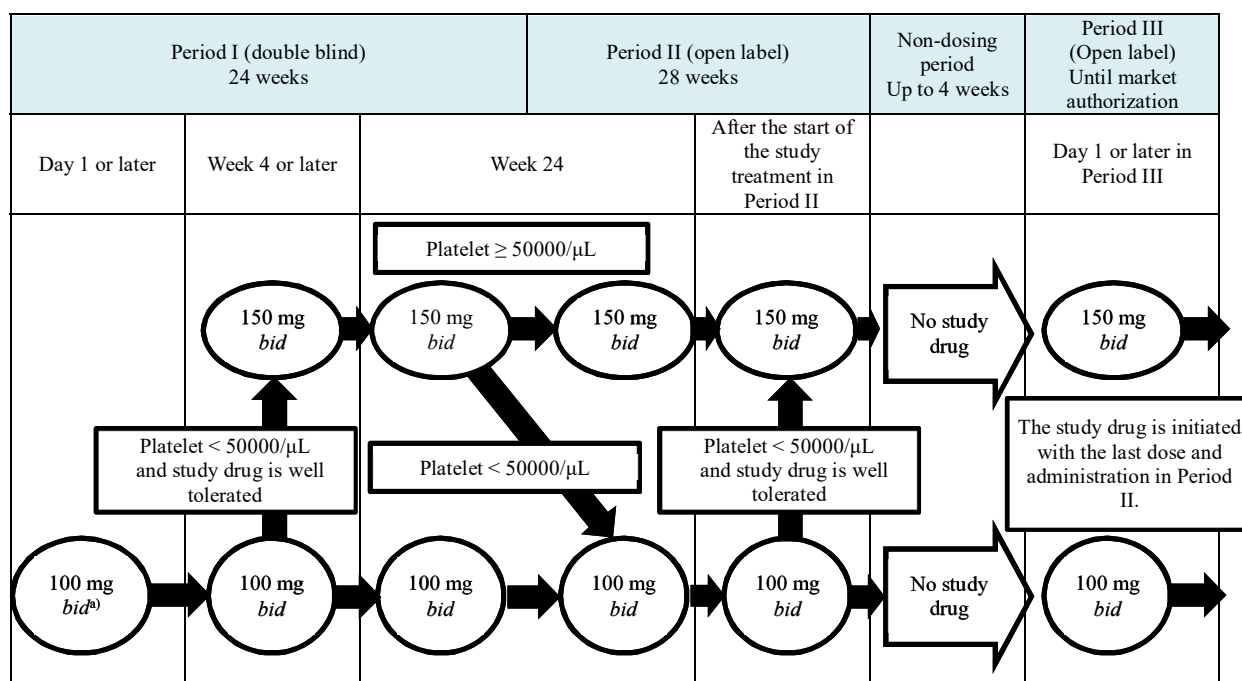 Period I (double blind)
24 weeks
Period II (open label)
28 weeks
Non-dosing
period
Up to 4 weeks
Period III
(Open label)
Until market
authorization
Day 1 or later
Week 4 or later
Week 24
After the start of
the study
treatment in
Period II
Day 1 or later in
Period III
Platelet ≥ 50000/μL
150 mg
bid
150 mg
bid
150 mg
bid
150 mg
bid
No study
drug
150 mg
bid
Platelet < 50000/μL
and study drug is well
tolerated
Platelet < 50000/μL
Platelet < 50000/μL
and study drug is well
tolerated
The study drug is initiated
with the last dose and
administration in Period
II.
100 mg
bidᵃ⁾
100 mg
bid
100 mg
bid
100 mg
bid
100 mg
bid
No study
drug
100 mg
bid